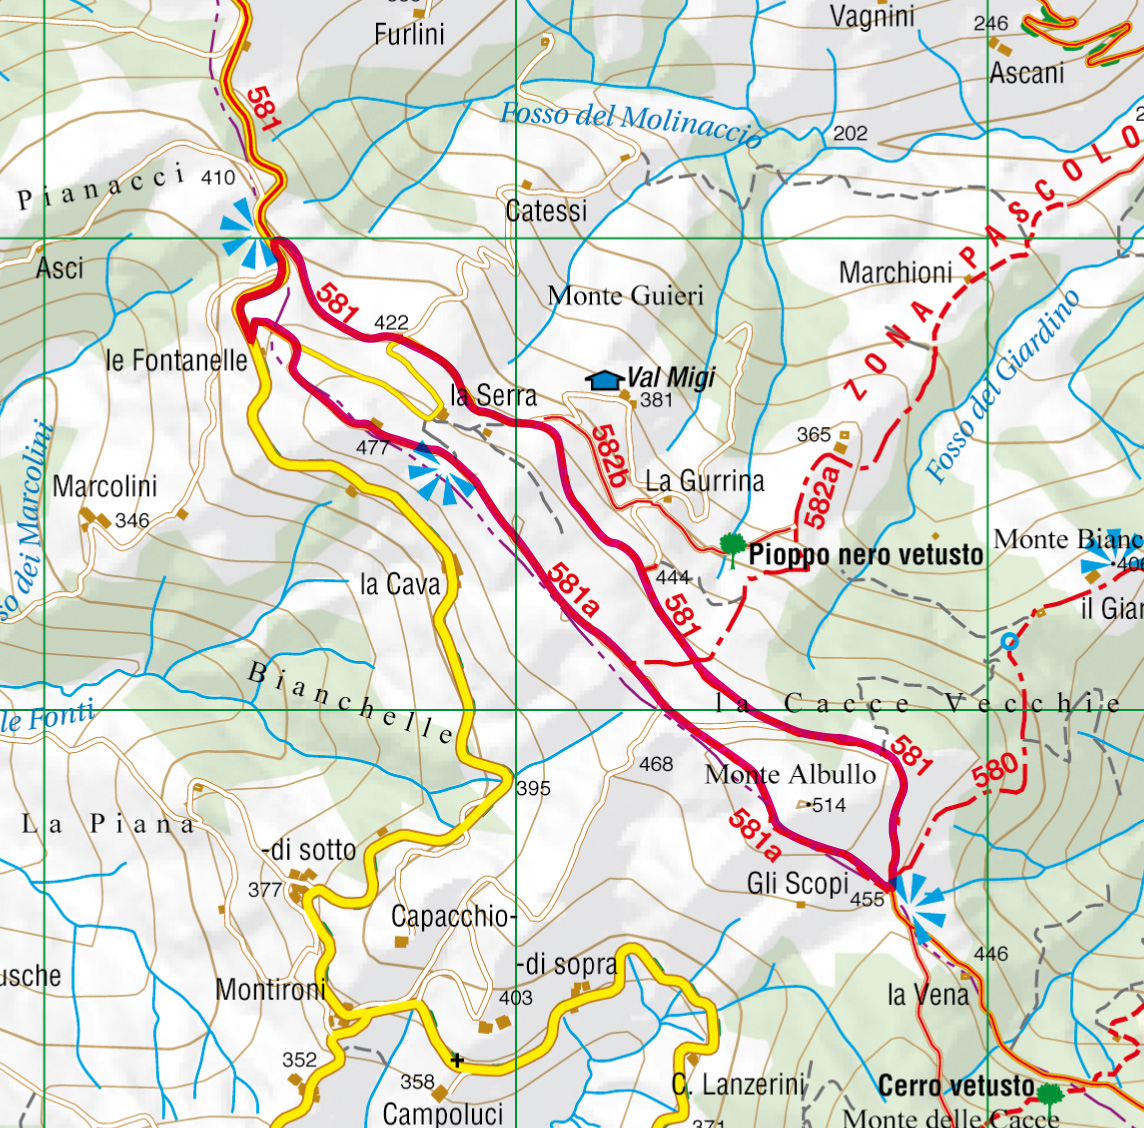 Furlini
Vagnini
246
Ascani
581
Fosso del Molinaccio
202
Pianacci
410
Catessi
ZONA PASCOLO
Asci
Marchioni
581
Monte Guieri
422
Fosso del Giardino
le Fontanelle
la Serra
Val Migi
381
477
582b
365
582a
Marcolini
346
La Gurrina
Pioppo nero vetusto
Monte Bianc
406
la Cava
581a
444
581
il Giar
so dei Marcolini
Bianchelle
la Cacce Vecchie
le Fonti
581
580
468
395
Monte Albullo
514
La Piana
581a
-di sotto
377
Gli Scopi
455
Capacchio-
446
-di sopra
usche
Montironi
403
la Vena
352
358
C. Lanzerini
Cerro vetusto
Campoluci
371
Monte delle Cacce